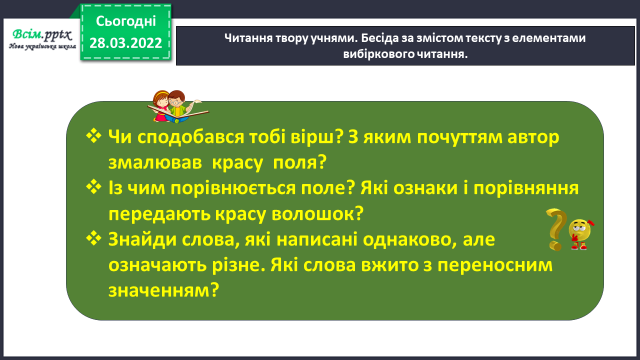 Всім.pptx
Нова українська школа
Сьогодні
28.03.2022
Читання твору учнями. Бесіда за змістом тексту з елементами
вибіркового читання.
❖ Чи сподобався тобі вірш? З яким почуттям автор
змалював красу поля?
❖ Із чим порівнюється поле? Які ознаки і порівняння
передають красу волошок?
❖ Знайди слова, які написані однаково, але
означають різне. Які слова вжито з переносним
значенням?